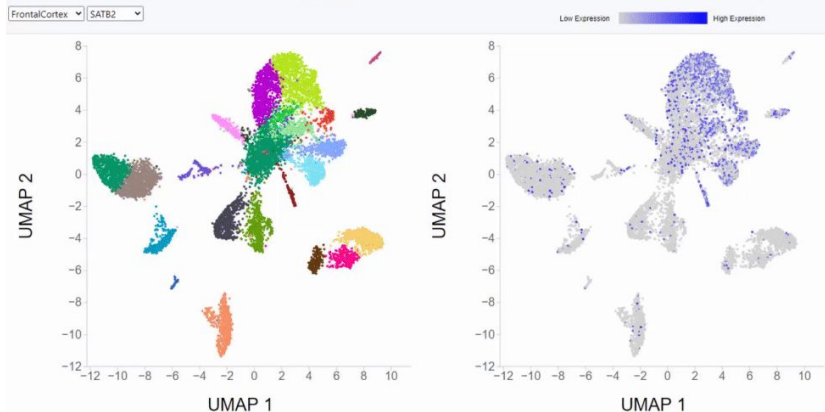 FrontalCortex SATB2 Low Expression High Expression
8 8
6 6
4 4
2 2
0 0
−2 −2
−4 −4
−6 −6
−8 −8
−10 −10
−12 −12
UMAP 2 UMAP 2
−12 −10 −8 −6 −4 −2 0 2 4 6 8 10 −12 −10 −8 −6 −4 −2 0 2 4 6 8 10
UMAP 1 UMAP 1